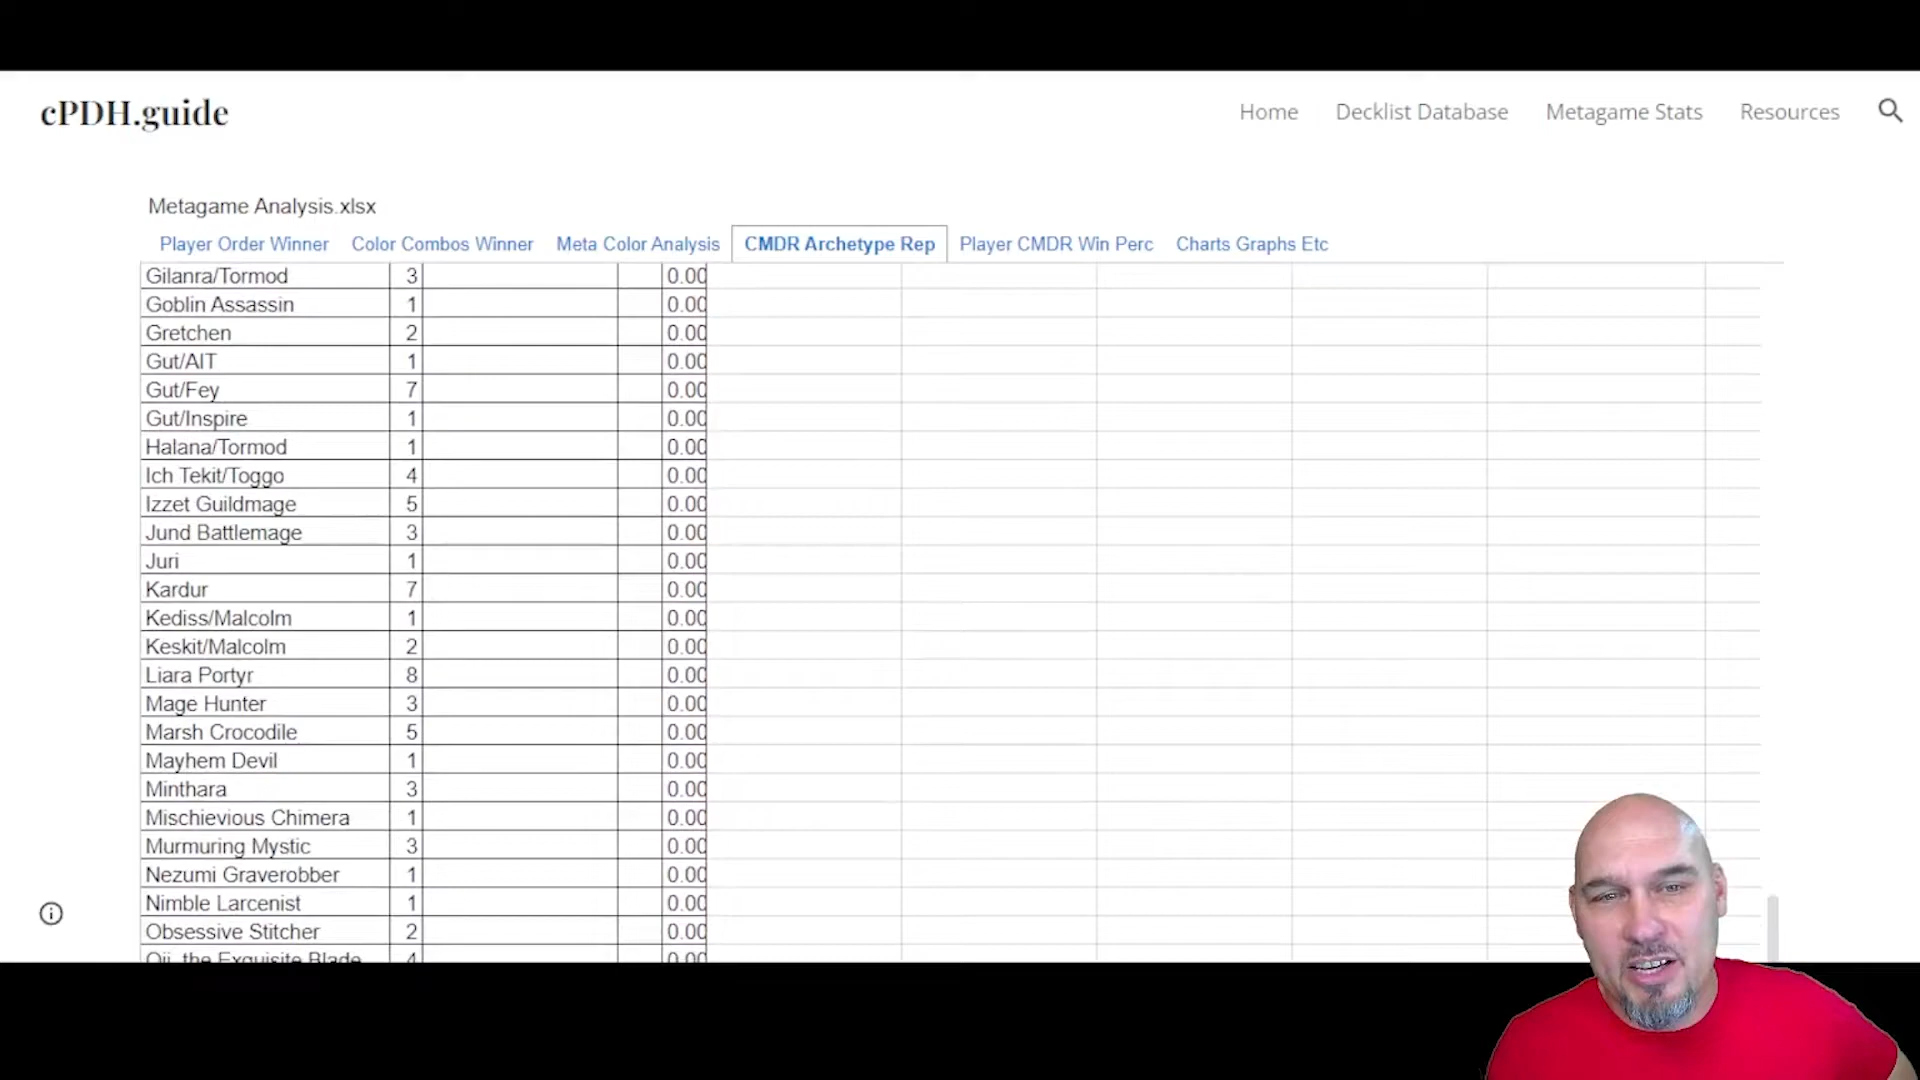 cPDH.guide
Home Decklist Database Metagame Stats Resources
Metagame Analysis.xlsx
Player Order Winner Color Combos Winner Meta Color Analysis CMDR Archetype Rep Player CMDR Win Perc Charts Graphs Etc
Gilanra/Tormod 3 0.00
Goblin Assassin 1 0.00
Gretchen 2 0.00
Gut/AIT 1 0.00
Gut/Fey 7 0.00
Gut/Inspire 1 0.00
Halana/Tormod 1 0.00
Ich Tekit/Toggo 4 0.00
Izzet Guildmage 5 0.00
Jund Battlemage 3 0.00
Juri 1 0.00
Kardur 7 0.00
Kediss/Malcolm 1 0.00
Keskit/Malcolm 2 0.00
Liara Portyr 8 0.00
Mage Hunter 3 0.00
Marsh Crocodile 5 0.00
Mayhem Devil 1 0.00
Minthara 3 0.00
Mischievious Chimera 1 0.00
Murmuring Mystic 3 0.00
Nezumi Graverobber 1 0.00
Nimble Larcenist 1 0.00
Obsessive Stitcher 2 0.00
Oji, the Exquisite Blade 4 0.00